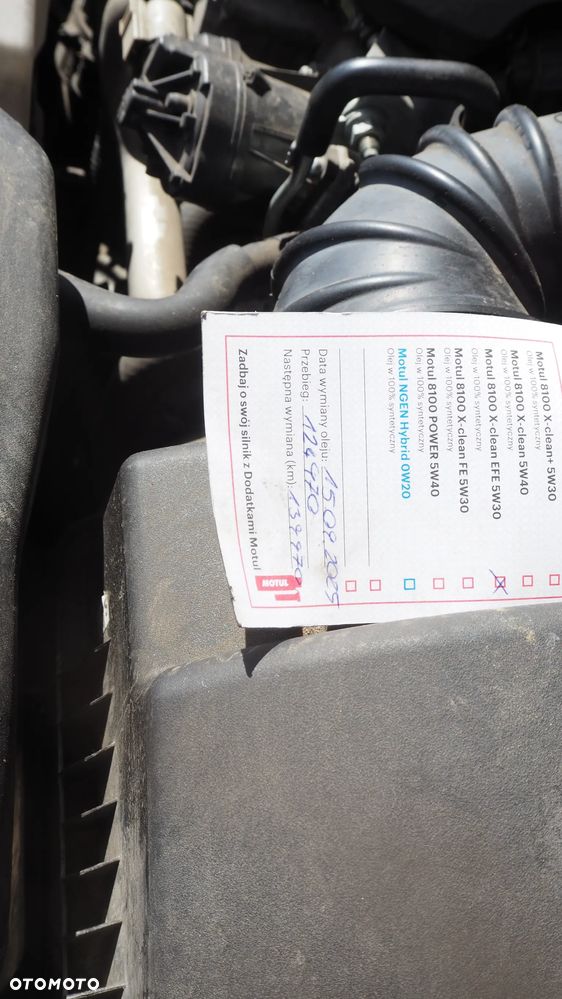 Motul 8100 X-clean+ 5W30
Olej w 100% syntetyczny
Motul 8100 X-clean 5W40
Olej w 100% syntetyczny
Motul 8100 X-clean EFE 5W30
Olej w 100% syntetyczny
Motul 8100 X-clean FE 5W30
Olej w 100% syntetyczny
Motul 8100 POWER 5W40
Olej w 100% syntetyczny
Motul NGEN Hybrid 0W20
Olej w 100% syntetyczny
Data wymiany oleju: 15.09.2025
Przebieg: 124970
Następna wymiana (km): 139970
Zadbaj o swój silnik z Dodatkami Motul
MOTUL
OTOMOTO